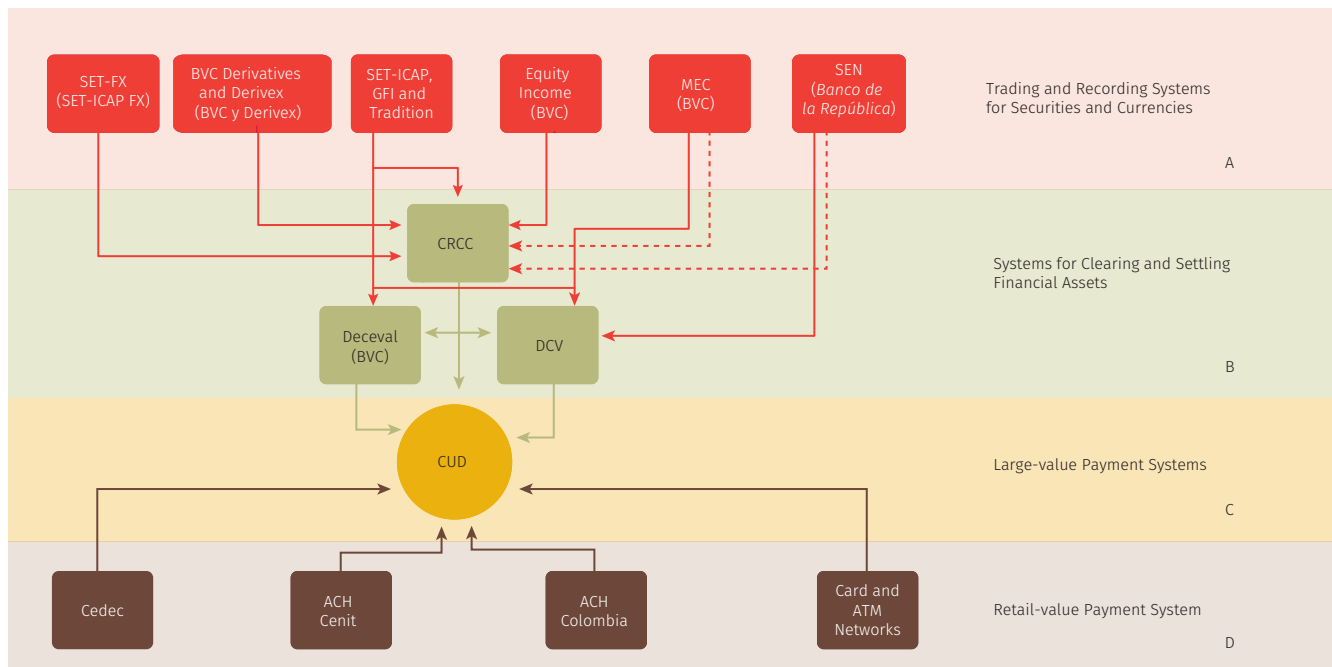 SET-FX
(SET-ICAP FX)
BVC Derivatives
and Derivex
(BVC y Derivex)
SET-ICAP,
GFI and
Tradition
Equity
Income
(BVC)
MEC
(BVC)
SEN
(Banco de
la República)
Trading and Recording Systems
for Securities and Currencies
A
CRCC
Systems for Clearing and Settling
Financial Assets
Deceval
(BVC)
DCV
B
CUD
Large-value Payment Systems
C
Cedec
ACH
Cenit
ACH
Colombia
Card and
ATM
Networks
Retail-value Payment System
D